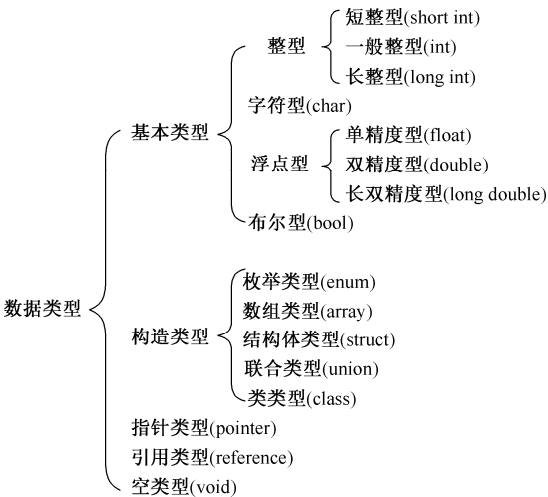 短整型(short int)
整型
一般整型(int)
长整型(long int)
字符型(char)
基本类型
单精度型(float)
浮点型
双精度型(double)
长双精度型(long double)
布尔型(bool)
枚举类型(enum)
数据类型
数组类型(array)
构造类型
结构体类型(struct)
联合类型(union)
类类型(class)
指针类型(pointer)
引用类型(reference)
空类型(void)